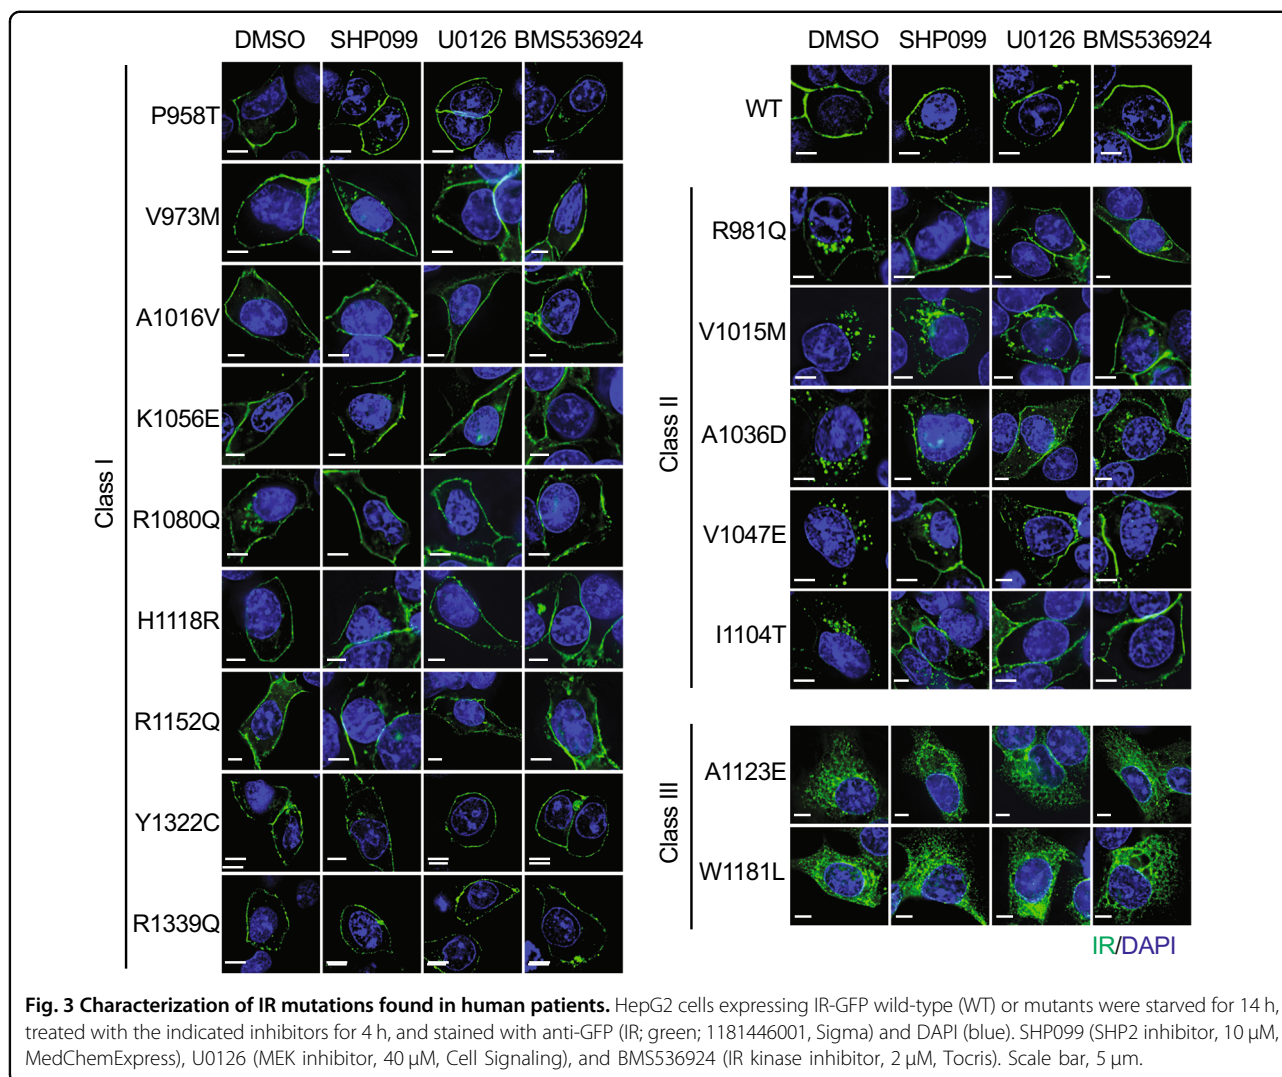 DMSO SHP099 U0126 BMS536924
Class I
P958T
V973M
A1016V
K1056E
R1080Q
H1118R
R1152Q
Y1322C
R1339Q
DMSO SHP099 U0126 BMS536924
WT
Class II
R981Q
V1015M
A1036D
V1047E
I1104T
Class III
A1123E
W1181L
IR/DAPI
Fig. 3 Characterization of IR mutations found in human patients. HepG2 cells expressing IR-GFP wild-type (WT) or mutants were starved for 14 h,
treated with the indicated inhibitors for 4 h, and stained with anti-GFP (IR; green; 1181446001, Sigma) and DAPI (blue). SHP099 (SHP2 inhibitor, 10 μM,
MedChemExpress), U0126 (MEK inhibitor, 40 μM, Cell Signaling), and BMS536924 (IR kinase inhibitor, 2 μM, Tocris). Scale bar, 5 μm.